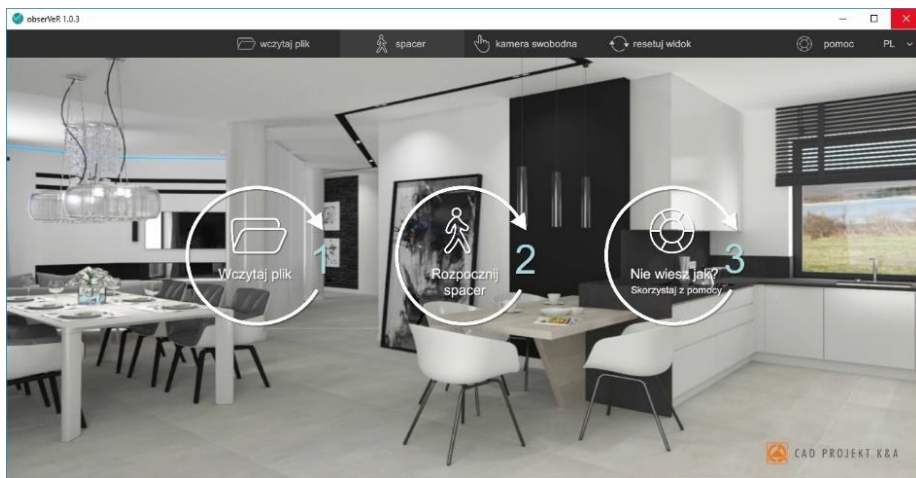 obserVeR 1.0.3
wczytaj plik
spacer
kamera swobodna
resetuj widok
pomoc
PL
Wczytaj plik
1
Rozpocznij
spacer
2
Nie wiesz jak?
Skorzystaj z pomocy
3
CAD PROJEKT K&A